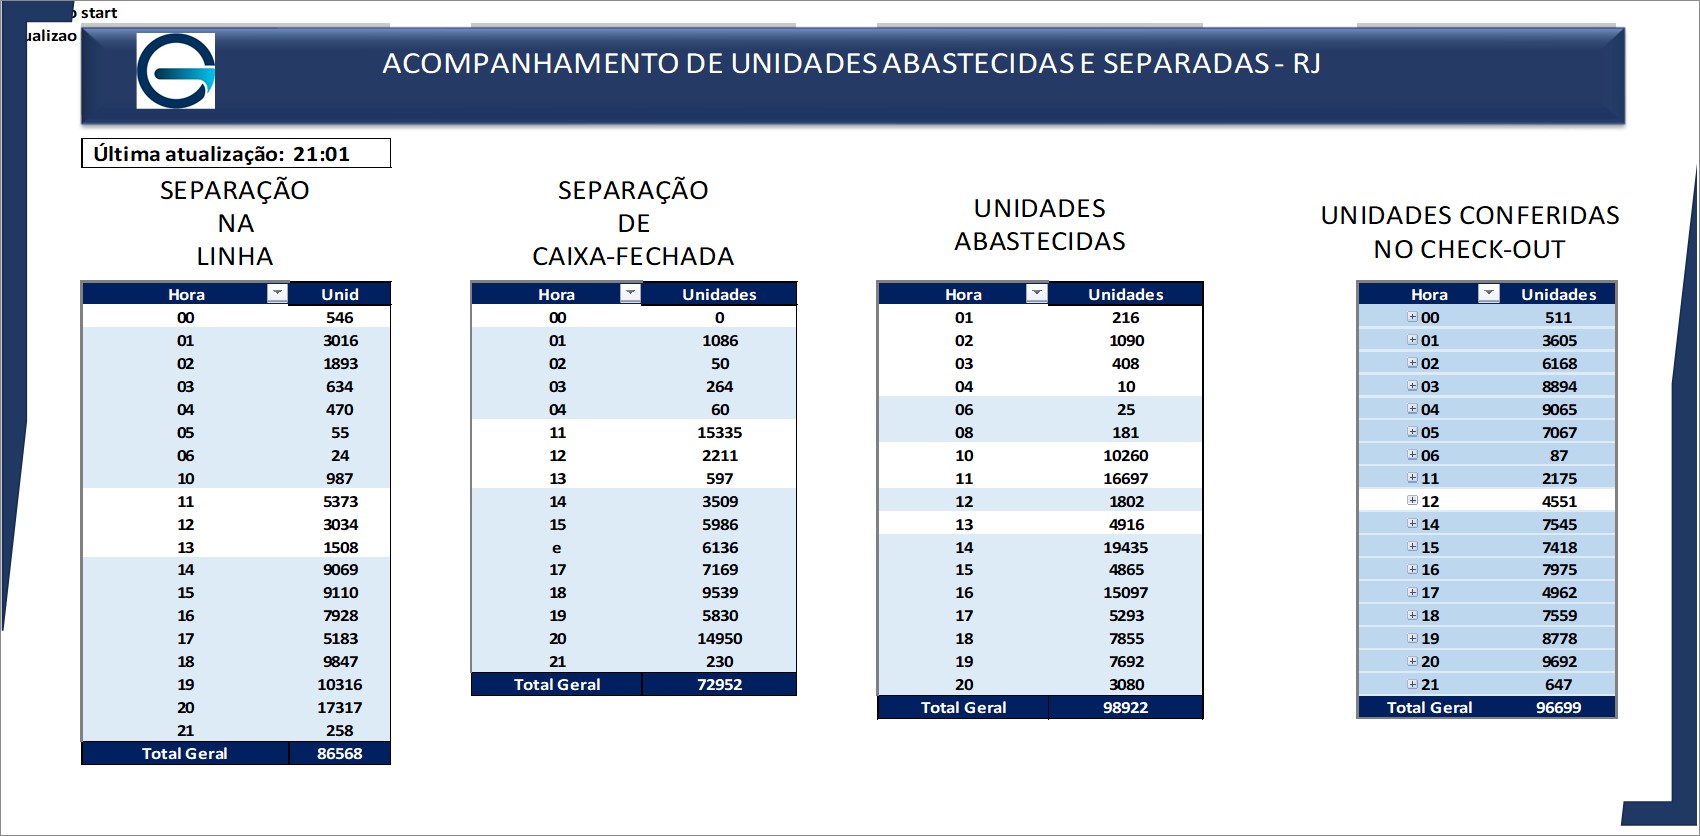 o start
ualizao
ACOMPANHAMENTO DE UNIDADES ABASTECIDAS E SEPARADAS - RJ
Última atualização: 21:01
SEPARAÇÃO
NA
LINHA
Hora Unid
00 546
01 3016
02 1893
03 634
04 470
05 55
06 24
10 987
11 5373
12 3034
13 1508
14 9069
15 9110
16 7928
17 5183
18 9847
19 10316
20 17317
21 258
Total Geral 86568
SEPARAÇÃO
DE
CAIXA-FECHADA
Hora Unidades
00 0
01 1086
02 50
03 264
04 60
11 15335
12 2211
13 597
14 3509
15 5986
e 6136
17 7169
18 9539
19 5830
20 14950
21 230
Total Geral 72952
UNIDADES
ABASTECIDAS
Hora Unidades
01 216
02 1090
03 408
04 10
06 25
08 181
10 10260
11 16697
12 1802
13 4916
14 19435
15 4865
16 15097
17 5293
18 7855
19 7692
20 3080
Total Geral 98922
UNIDADES CONFERIDAS
NO CHECK-OUT
Hora Unidades
00 511
01 3605
02 6168
03 8894
04 9065
05 7067
06 87
11 2175
12 4551
14 7545
15 7418
16 7975
17 4962
18 7559
19 8778
20 9692
21 647
Total Geral 96699